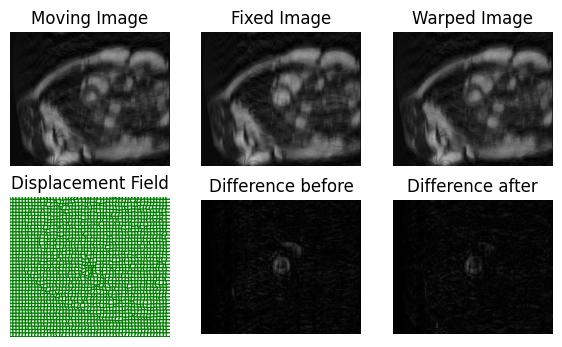 Moving Image
Fixed Image
Warped Image
Displacement Field
Difference before
Difference after